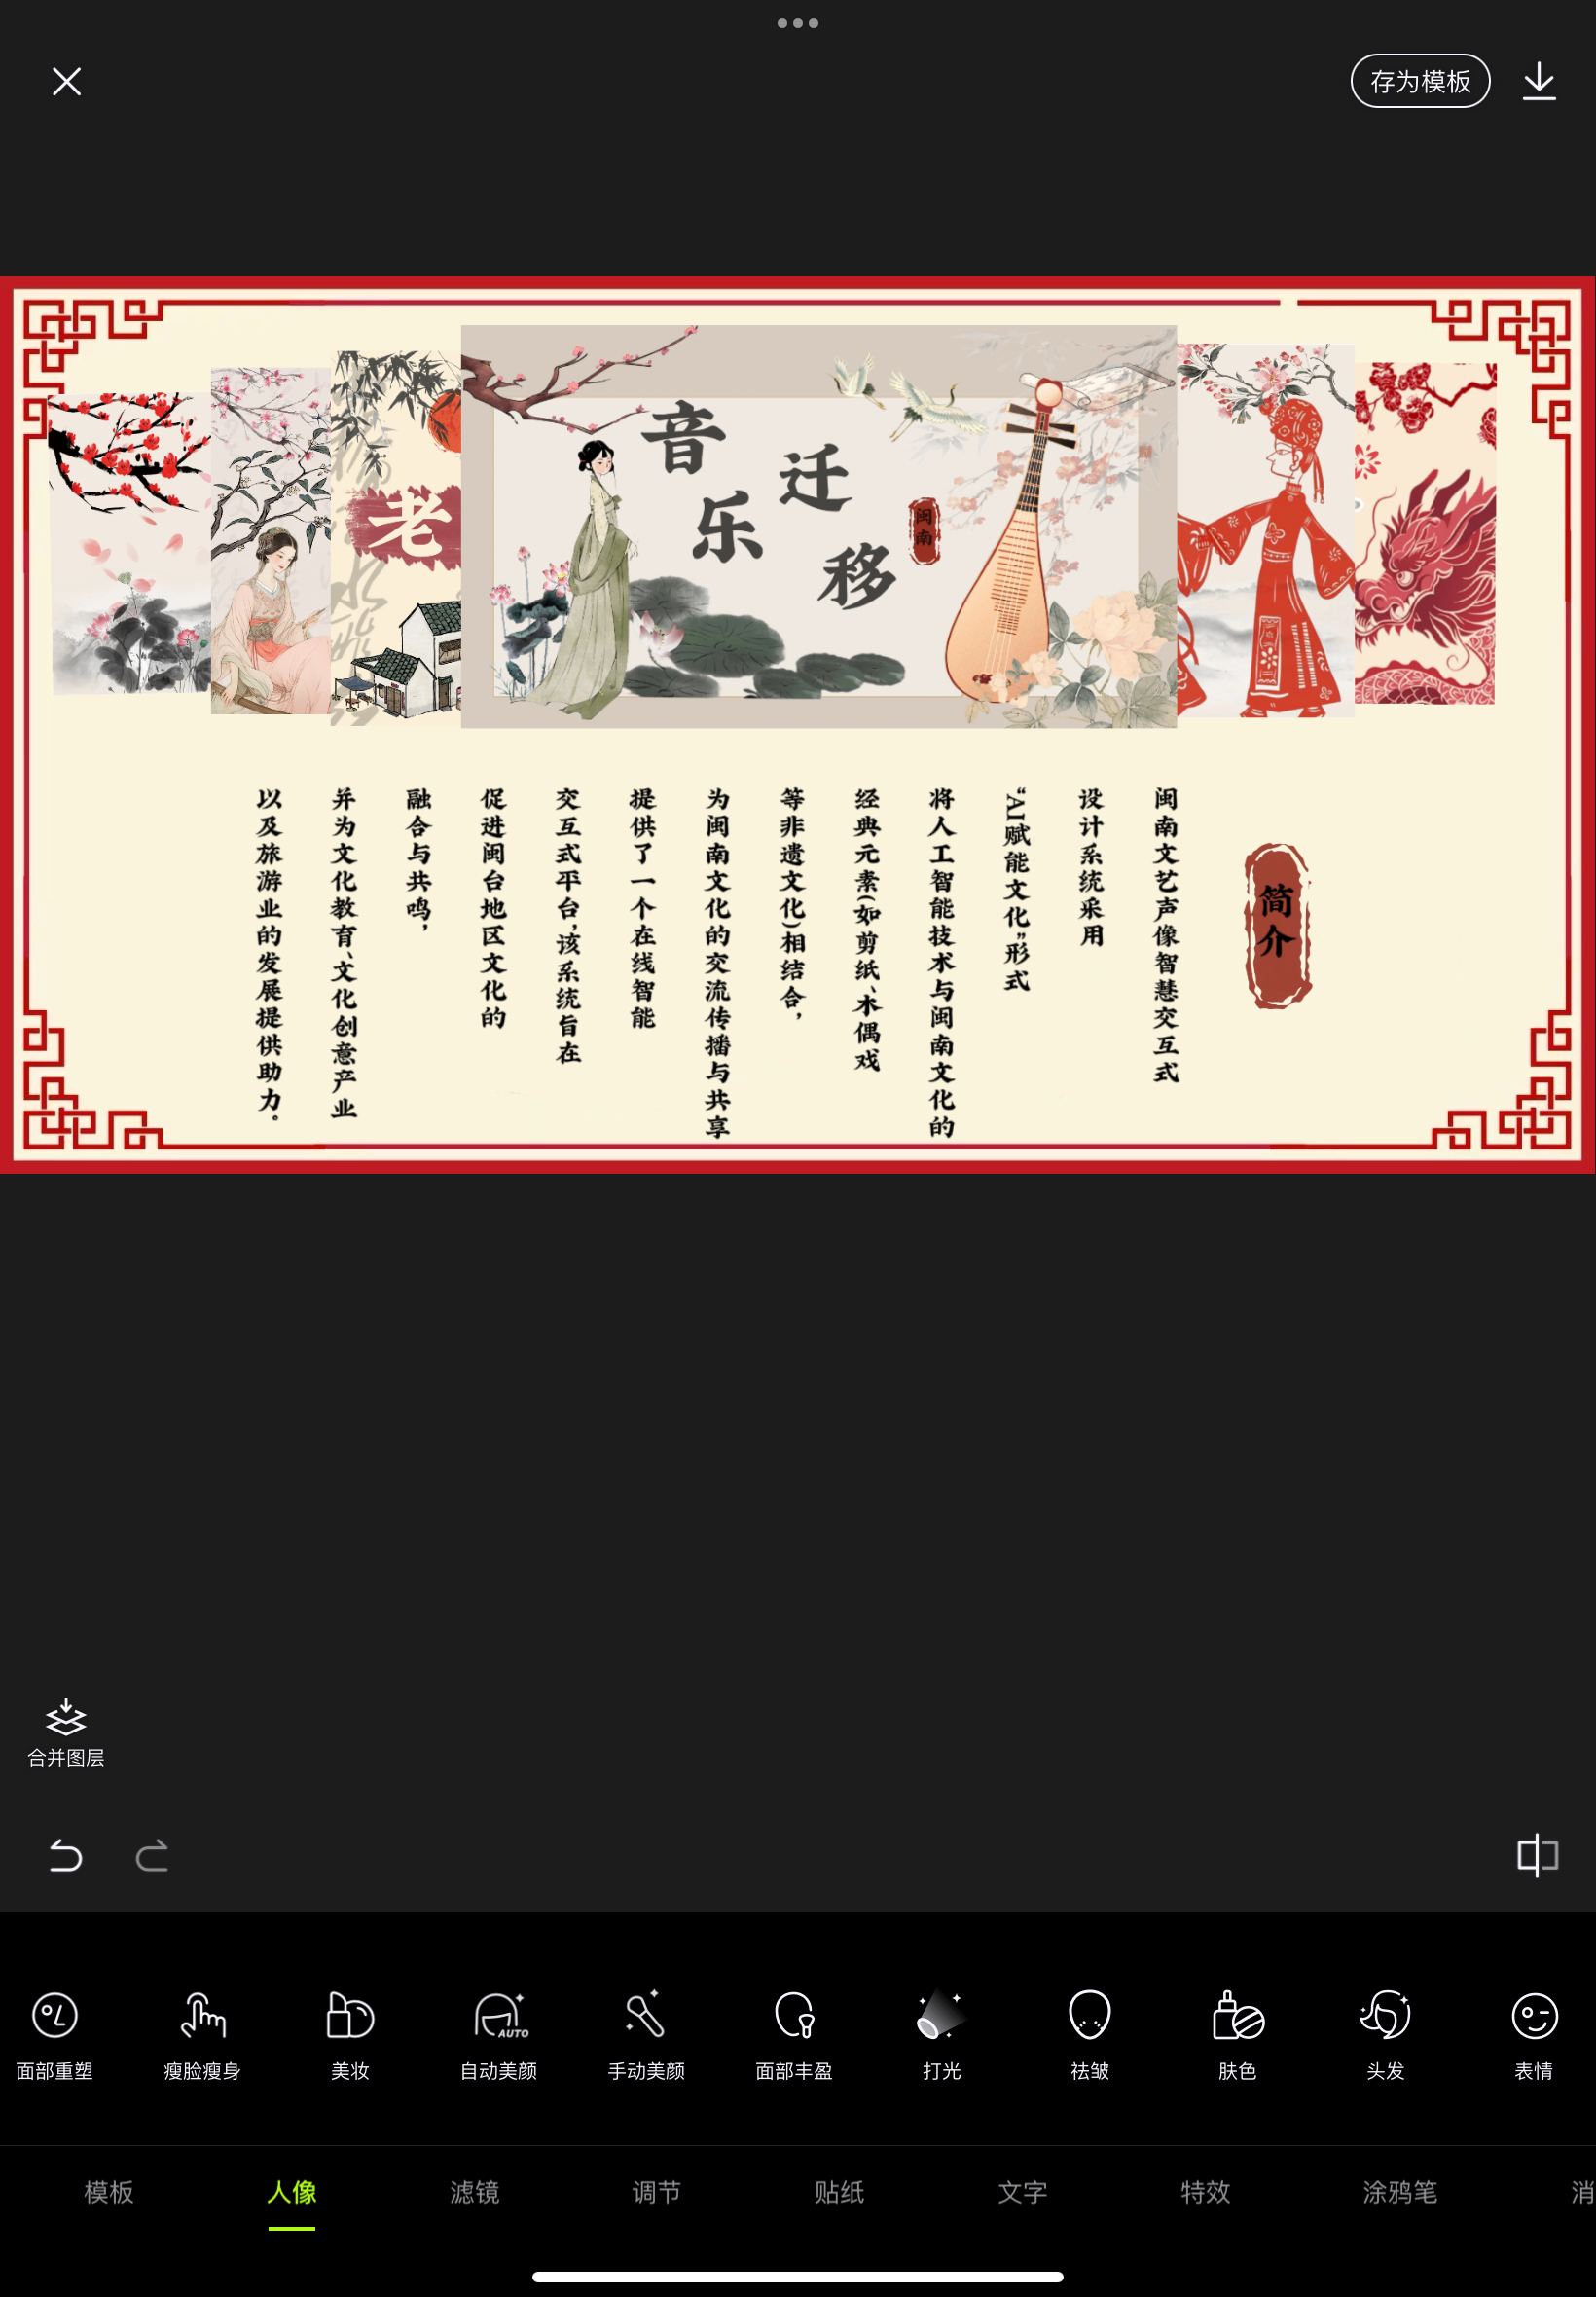 存为模板
老
音乐迁移
闽南
简介
闽南文艺声像智慧交互式
设计系统采用
“AI赋能文化”形式
将人工智能技术与闽南文化的
经典元素(如剪纸、木偶戏
等非遗文化)相结合，
为闽南文化的交流传播与共享
提供了一个在线智能
交互式平台，该系统旨在
促进闽台地区文化的
融合与共鸣，
并为文化教育、文化创意产业
以及旅游业的发展提供助力。
合并图层
AUTO
面部重塑 瘦脸瘦身 美妆 自动美颜 手动美颜 面部丰盈 打光 祛皱 肤色 头发 表情
模板 人像 滤镜 调节 贴纸 文字 特效 涂鸦笔 消